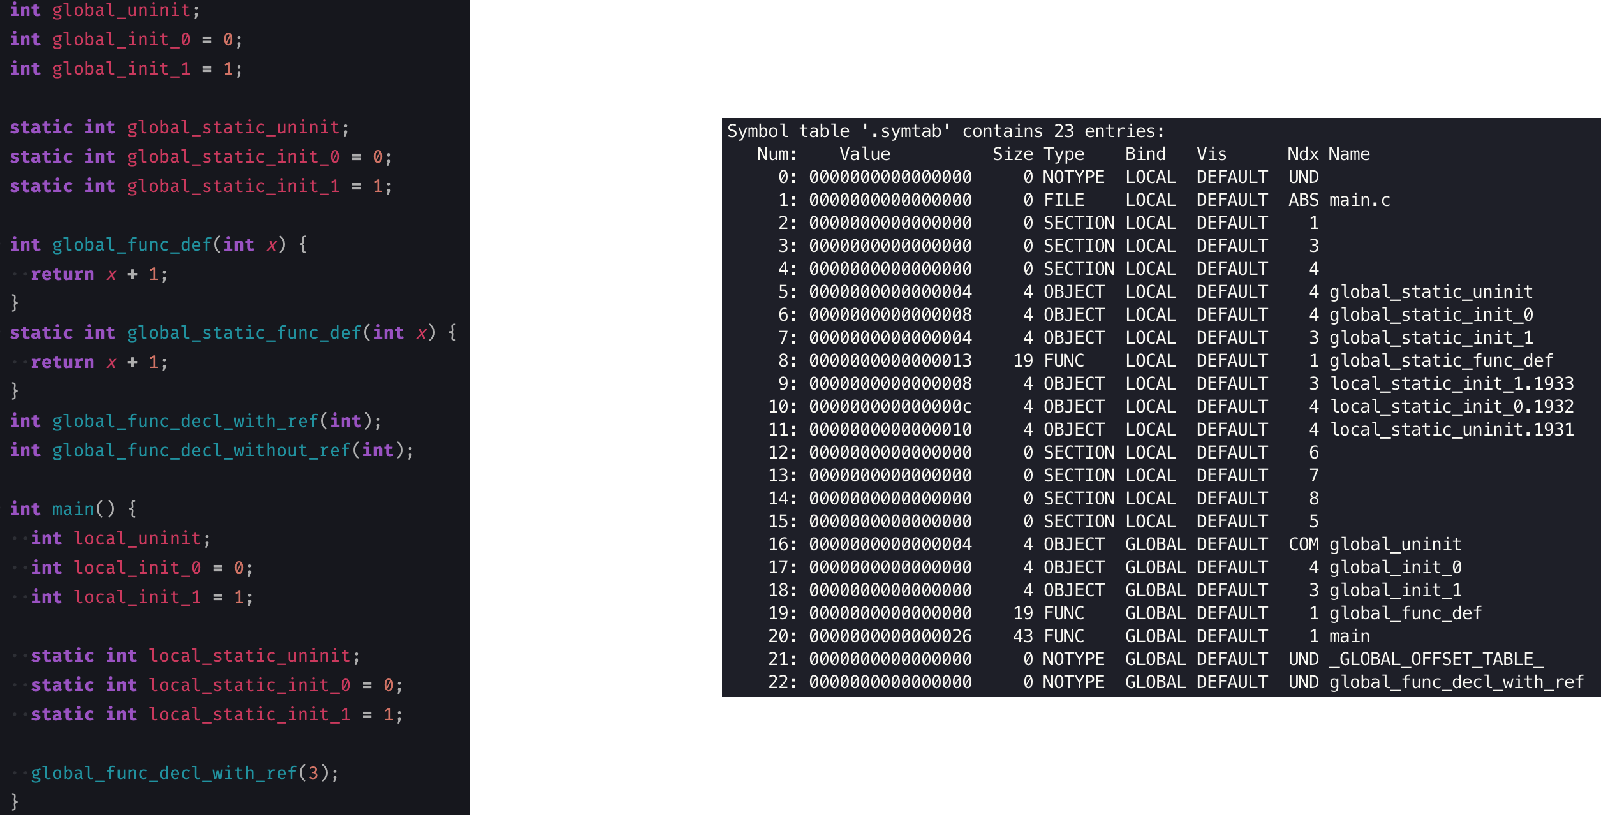 int global_uninit;
int global_init_0 = 0;
int global_init_1 = 1;
static int global_static_uninit;
static int global_static_init_0 = 0;
static int global_static_init_1 = 1;
int global_func_def(int x) {
  return x + 1;
}
static int global_static_func_def(int x) {
  return x + 1;
}
int global_func_decl_with_ref(int);
int global_func_decl_without_ref(int);
int main() {
  int local_uninit;
  int local_init_0 = 0;
  int local_init_1 = 1;
  static int local_static_uninit;
  static int local_static_init_0 = 0;
  static int local_static_init_1 = 1;
  global_func_decl_with_ref(3);
}
Symbol table '.symtab' contains 23 entries:
Num: Value Size Type Bind Vis Ndx Name
0: 0000000000000000 0 NOTYPE LOCAL DEFAULT UND
1: 0000000000000000 0 FILE LOCAL DEFAULT ABS main.c
2: 0000000000000000 0 SECTION LOCAL DEFAULT 1
3: 0000000000000000 0 SECTION LOCAL DEFAULT 3
4: 0000000000000000 0 SECTION LOCAL DEFAULT 4
5: 0000000000000004 4 OBJECT LOCAL DEFAULT 4 global_static_uninit
6: 0000000000000008 4 OBJECT LOCAL DEFAULT 4 global_static_init_0
7: 0000000000000004 4 OBJECT LOCAL DEFAULT 3 global_static_init_1
8: 0000000000000013 19 FUNC LOCAL DEFAULT 1 global_static_func_def
9: 0000000000000008 4 OBJECT LOCAL DEFAULT 3 local_static_init_1.1933
10: 000000000000000c 4 OBJECT LOCAL DEFAULT 4 local_static_init_0.1932
11: 0000000000000010 4 OBJECT LOCAL DEFAULT 4 local_static_uninit.1931
12: 0000000000000000 0 SECTION LOCAL DEFAULT 6
13: 0000000000000000 0 SECTION LOCAL DEFAULT 7
14: 0000000000000000 0 SECTION LOCAL DEFAULT 8
15: 0000000000000000 0 SECTION LOCAL DEFAULT 5
16: 0000000000000004 4 OBJECT GLOBAL DEFAULT COM global_uninit
17: 0000000000000000 4 OBJECT GLOBAL DEFAULT 4 global_init_0
18: 0000000000000000 4 OBJECT GLOBAL DEFAULT 3 global_init_1
19: 0000000000000000 19 FUNC GLOBAL DEFAULT 1 global_func_def
20: 0000000000000026 43 FUNC GLOBAL DEFAULT 1 main
21: 0000000000000000 0 NOTYPE GLOBAL DEFAULT UND _GLOBAL_OFFSET_TABLE_
22: 0000000000000000 0 NOTYPE GLOBAL DEFAULT UND global_func_decl_with_ref